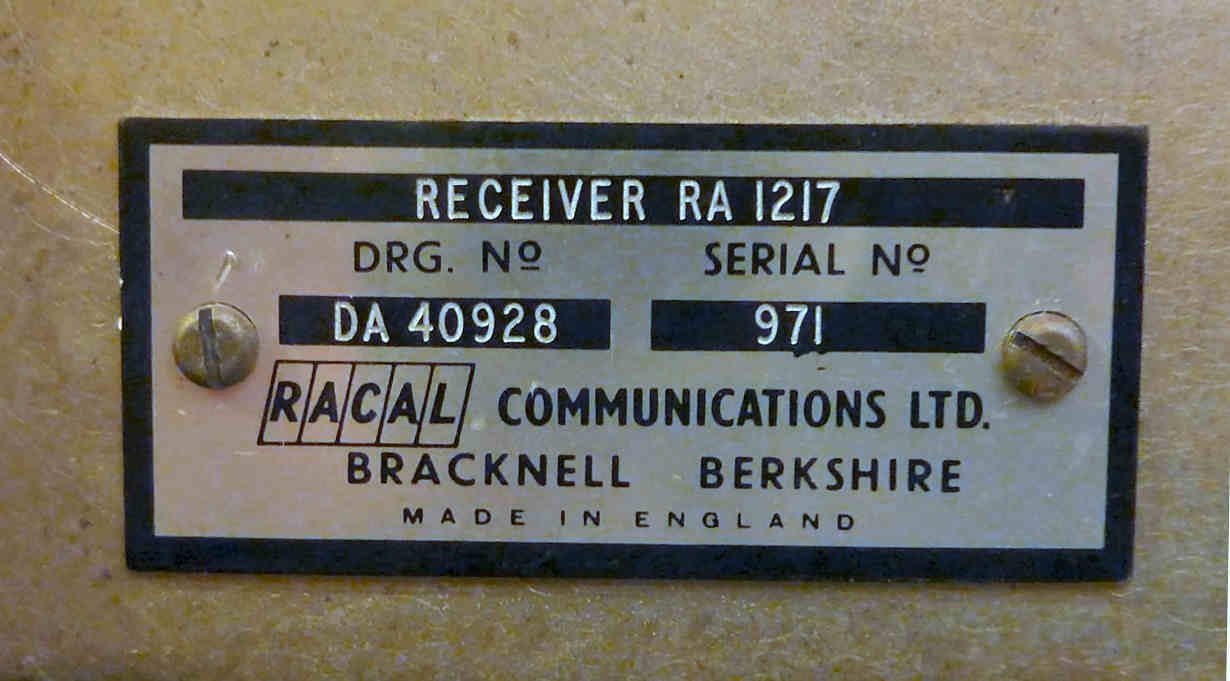 RECEIVER RA 1217
DRG. Nº SERIAL Nº
DA 40928 971
RACAL COMMUNICATIONS LTD.
BRACKNELL BERKSHIRE
MADE IN ENGLAND